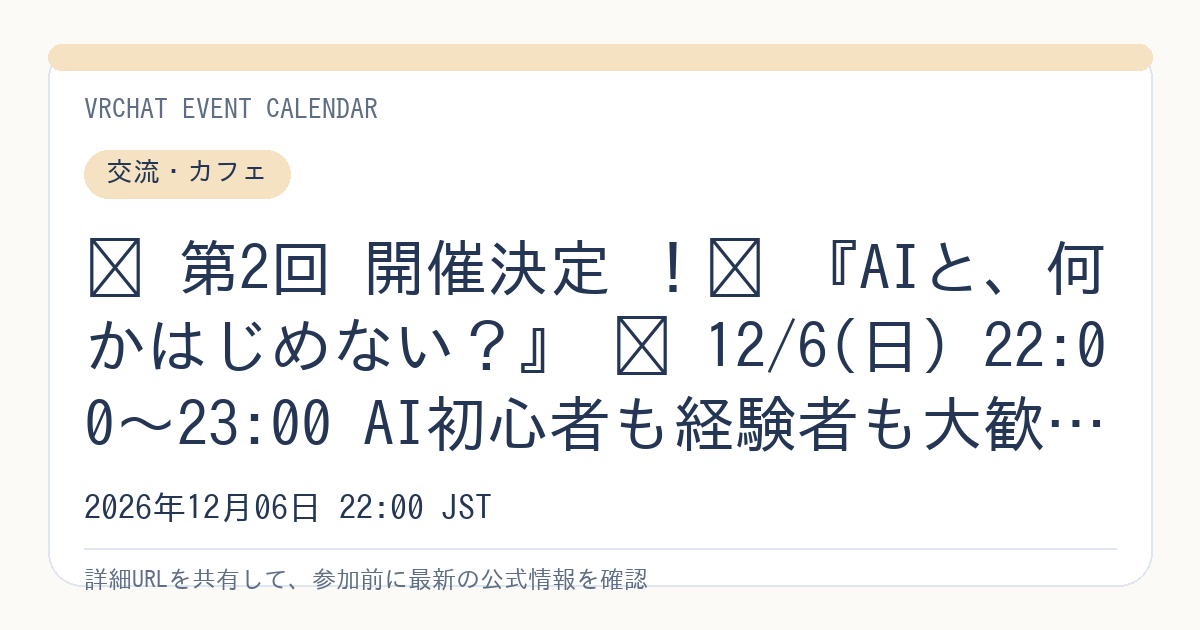 VRCHAT EVENT CALENDAR
交流・カフェ
第2回 開催決定 ！ 『AIと、何
かはじめない？』 12/6(日) 22:0
0〜23:00 AI初心者も経験者も大歓…
2026年12月06日 22:00 JST
詳細URLを共有して、参加前に最新の公式情報を確認